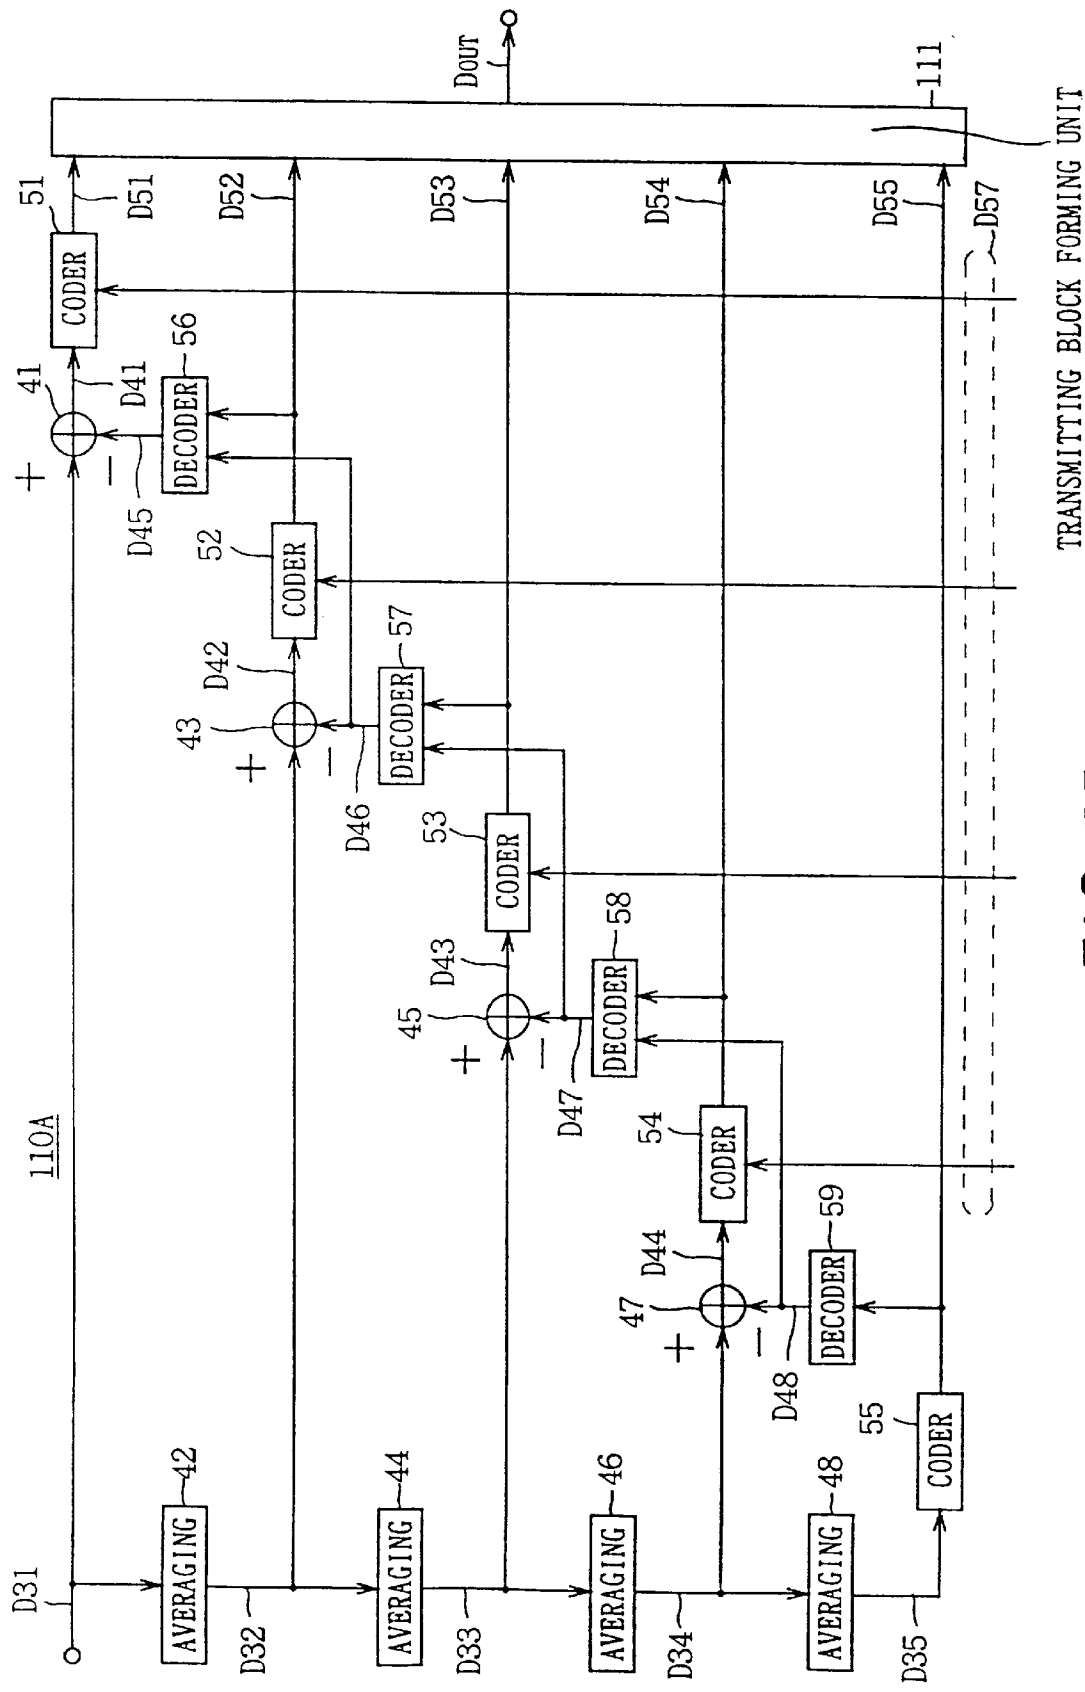 110A
D31
AVERAGING
42
D32
AVERAGING
44
D33
AVERAGING
46
D34
AVERAGING
48
D35
+
−
41
D41
CODER
51
D51
D45
DECODER
56
+
−
43
D42
CODER
52
D52
D46
DECODER
57
+
−
45
D43
CODER
53
D53
D47
DECODER
58
+
−
47
D44
CODER
54
D54
D48
DECODER
59
CODER
55
D55
D57
DOUT
111
TRANSMITTING BLOCK FORMING UNIT